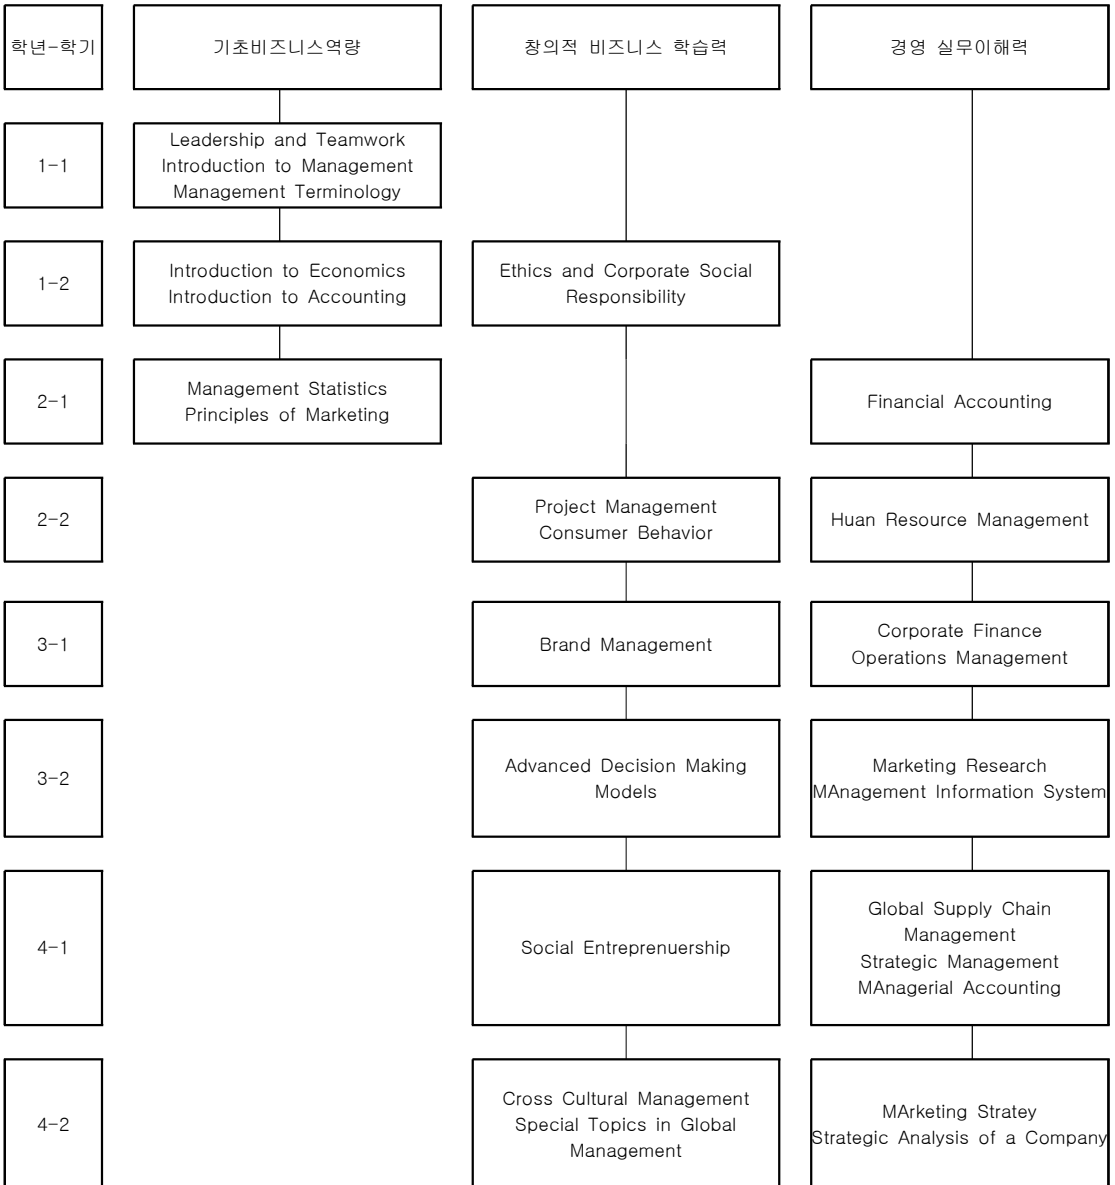 학년-학기
기초비즈니스역량
창의적 비즈니스 학습력
경영 실무이해력
1-1
Leadership and Teamwork
Introduction to Management
Management Terminology
1-2
Introduction to Economics
Introduction to Accounting
Ethics and Corporate Social
Responsibility
2-1
Management Statistics
Principles of Marketing
Financial Accounting
2-2
Project Management
Consumer Behavior
Huan Resource Management
3-1
Brand Management
Corporate Finance
Operations Management
3-2
Advanced Decision Making
Models
Marketing Research
MAnagement Information System
4-1
Social Entreprenuership
Global Supply Chain
Management
Strategic Management
MAnagerial Accounting
4-2
Cross Cultural Management
Special Topics in Global
Management
MArketing Stratey
Strategic Analysis of a Company